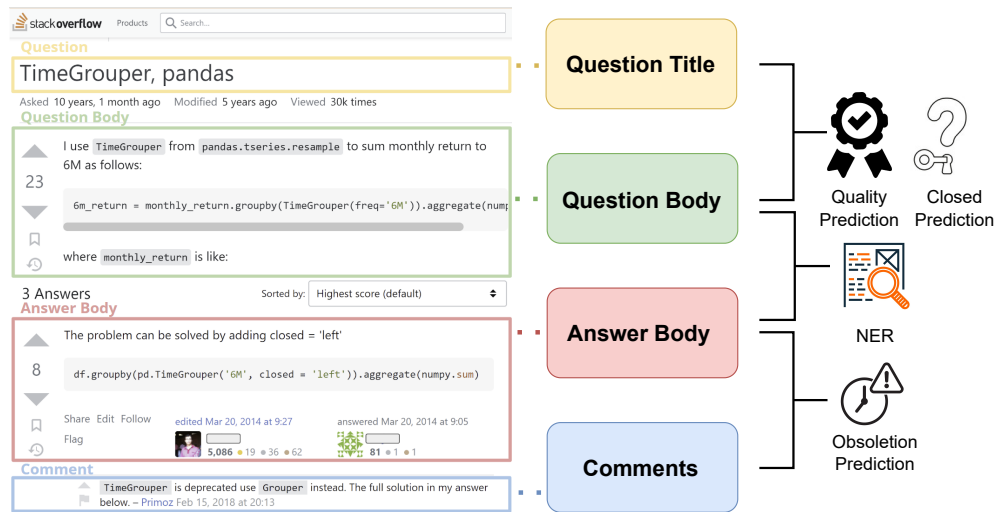 stackoverflow Products Search...
Question
TimeGrouper, pandas
Asked 10 years, 1 month ago Modified 5 years ago Viewed 30k times
Question Body
I use TimeGrouper from pandas.tseries.resample to sum monthly return to
6M as follows:
23
6m_return = monthly_return.groupby(TimeGrouper(freq='6M')).aggregate(nump
where monthly_return is like:
3 Answers Sorted by: Highest score (default)
Answer Body
The problem can be solved by adding closed = 'left'
8
df.groupby(pd.TimeGrouper('6M', closed = 'left')).aggregate(numpy.sum)
Share Edit Follow
Flag
edited Mar 20, 2014 at 9:27
5,086 19 36 62
answered Mar 20, 2014 at 9:05
81 1 1
Comment
TimeGrouper is deprecated use Grouper instead. The full solution in my answer
below. – Primoz Feb 15, 2018 at 20:13
Question Title
Question Body
Answer Body
Comments
Quality
Prediction
Closed
Prediction
NER
Obsoletion
Prediction